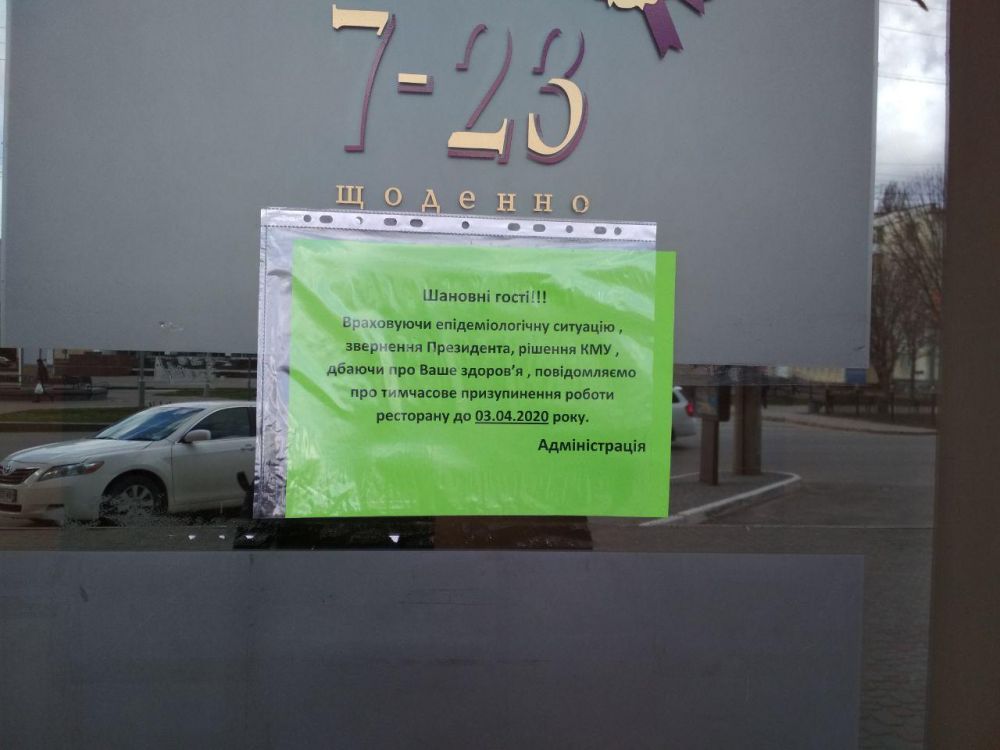 7-23
щоденно
Шановні гості!!!
Враховуючи епідеміологічну ситуацію ,
звернення Президента, рішення КМУ ,
дбаючи про Ваше здоров’я , повідомляємо
про тимчасове призупинення роботи
ресторану до 03.04.2020 року.
Адміністрація